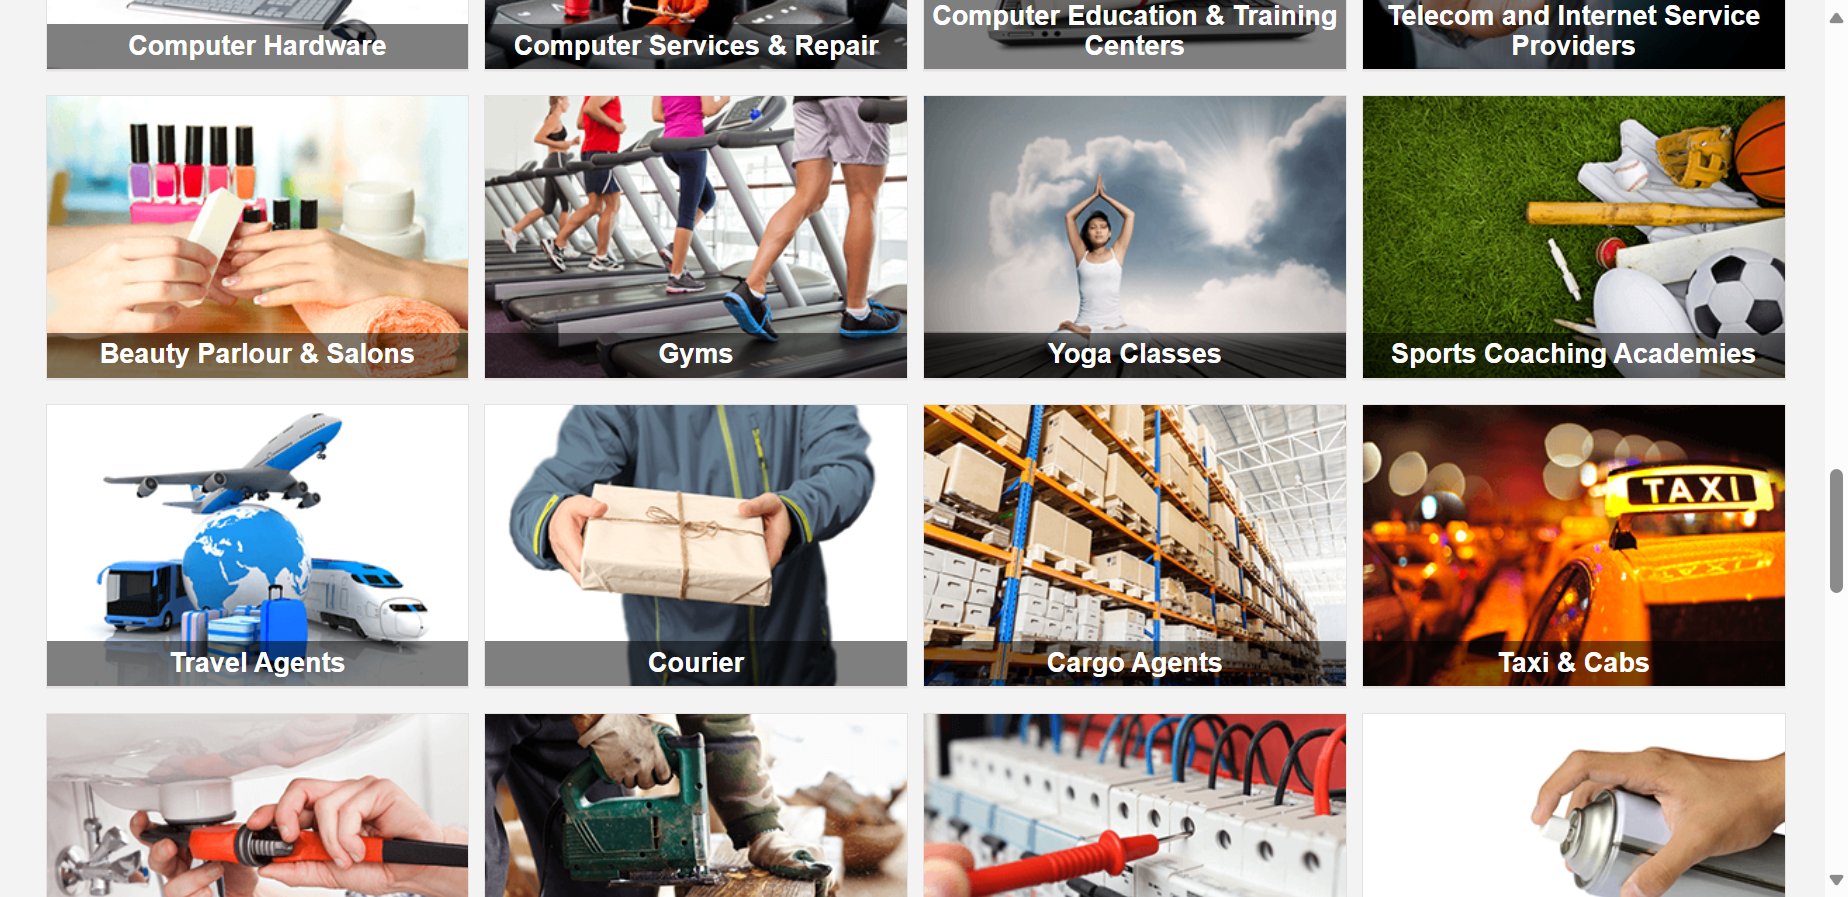 Computer Hardware
Computer Services & Repair
Computer Education & Training
Centers
Telecom and Internet Service
Providers
Beauty Parlour & Salons
Gyms
Yoga Classes
Sports Coaching Academies
Travel Agents
Courier
Cargo Agents
TAXI
Taxi & Cabs